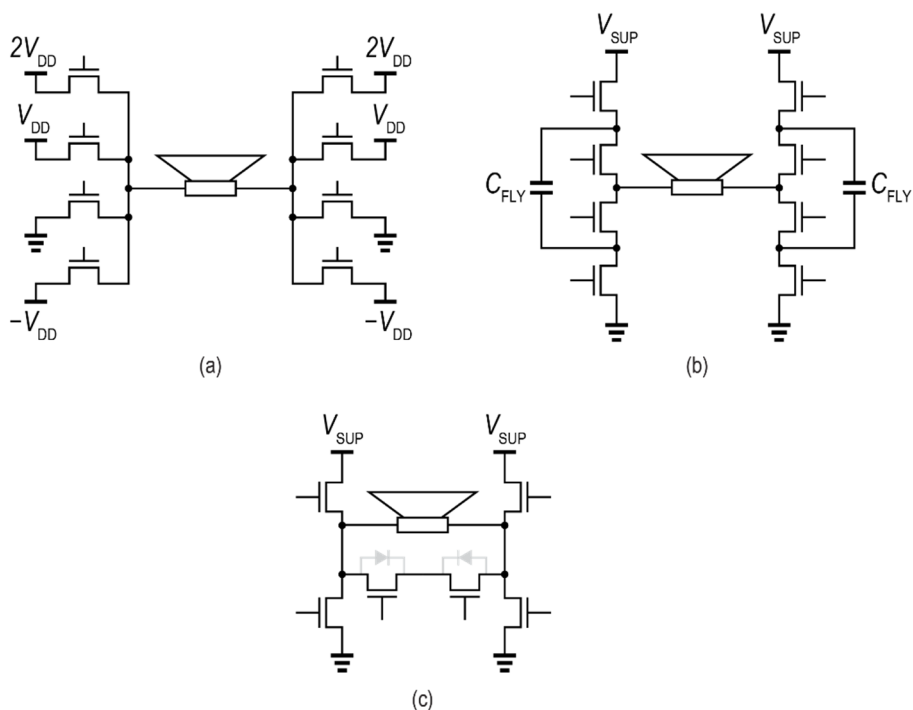 2V_DD 2V_DD
V_DD V_DD
−V_DD −V_DD
(a)
V_SUP V_SUP
C_FLY C_FLY
(b)
V_SUP V_SUP
(c)